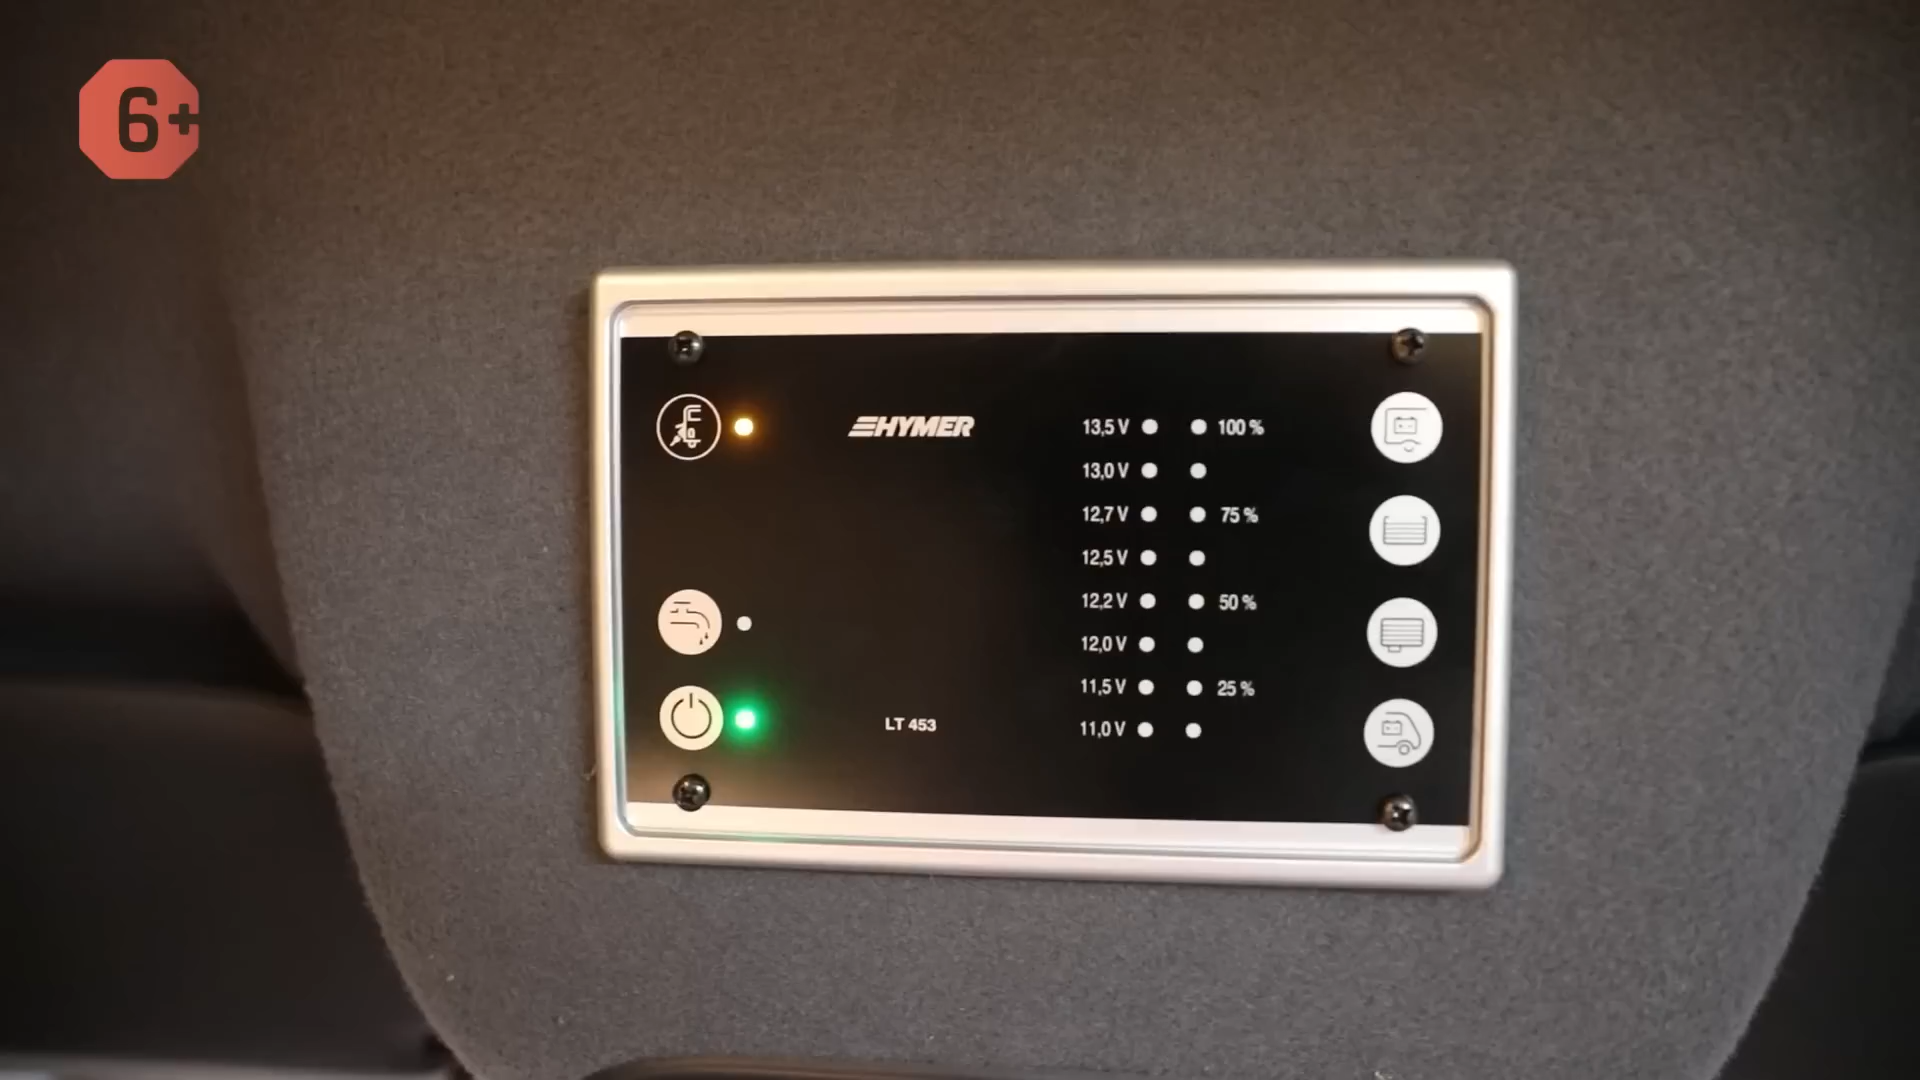 6+
HYMER
13,5 V 100 %
13,0 V
12,7 V 75 %
12,5 V
12,2 V 50 %
12,0 V
11,5 V 25 %
11,0 V
LT 453